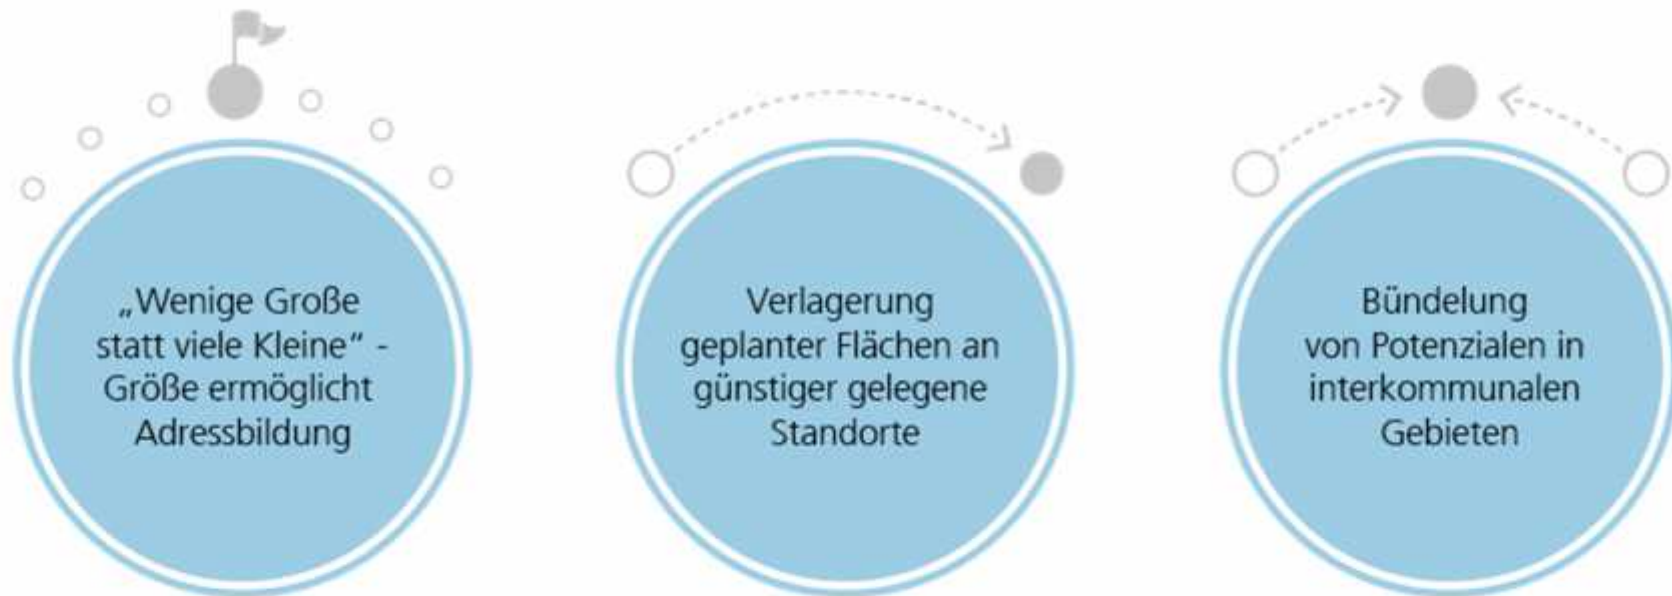 „Wenige Große
statt viele Kleine“ -
Größe ermöglicht
Adressbildung
Verlagerung
geplanter Flächen an
günstiger gelegene
Standorte
Bündelung
von Potenzialen in
interkommunalen
Gebieten